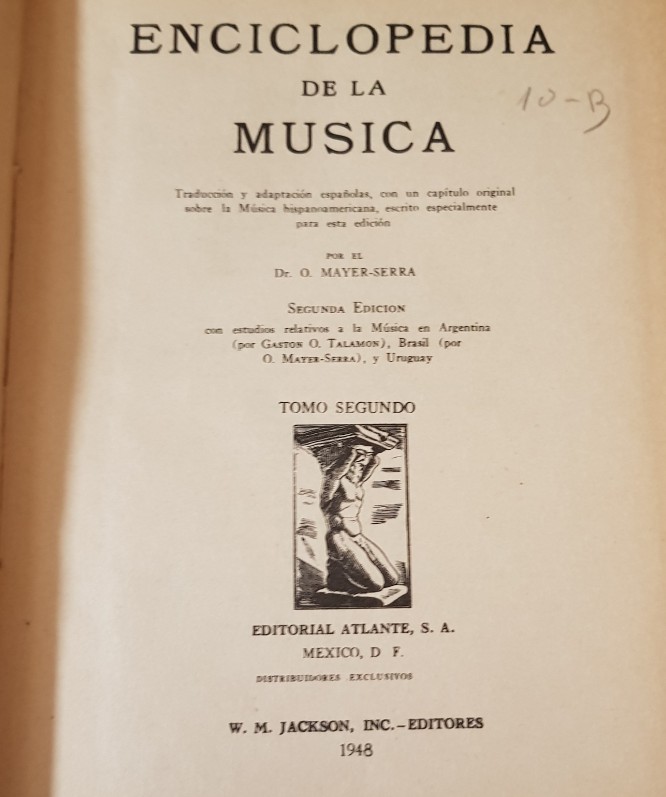 ENCICLOPEDIA
DE LA
10-B
MUSICA
Traducción y adaptación españolas, con un capítulo original
sobre la Música hispanoamericana, escrito especialmente
para esta edición
POR EL
Dr. O. MAYER-SERRA
SEGUNDA EDICION
con estudios relativos a la Música en Argentina
(por GASTON O. TALAMON), Brasil (por
O. MAYER-SERRA), y Uruguay
TOMO SEGUNDO
EDITORIAL ATLANTE, S. A.
MEXICO, D F.
DISTRIBUIDORES EXCLUSIVOS
W. M. JACKSON, INC.-EDITORES
1948